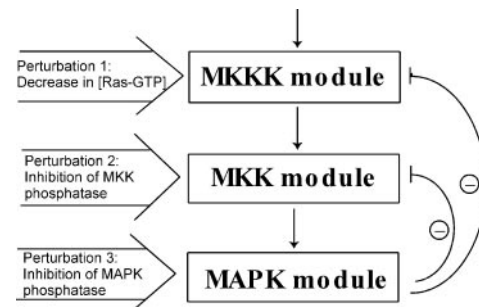 Perturbation 1:
Decrease in [Ras-GTP]
MKKK module
Perturbation 2:
Inhibition of MKK
phosphatase
MKK module
Perturbation 3:
Inhibition of MAPK
phosphatase
MAPK module